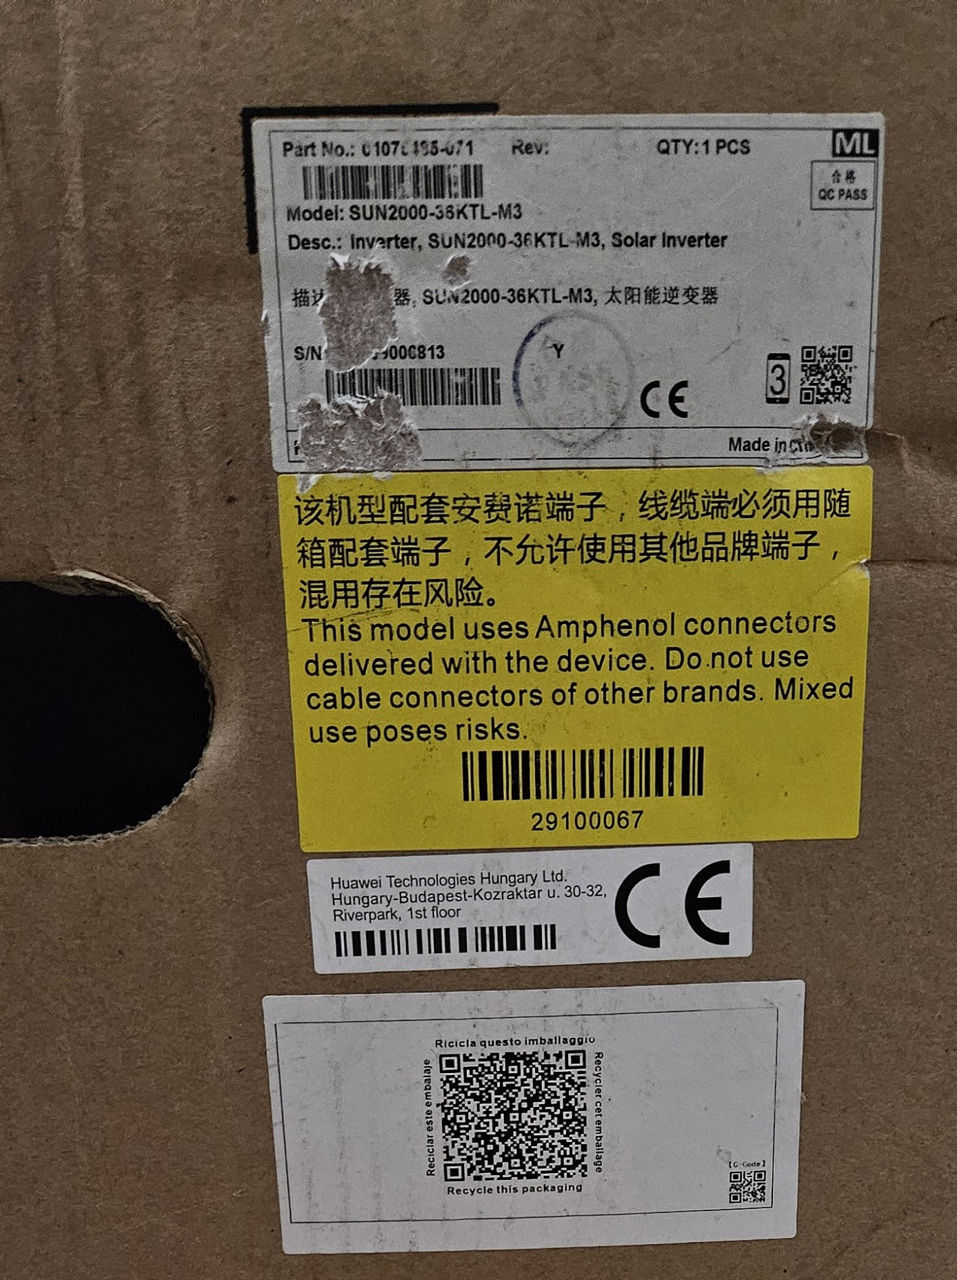 Part No.: Rev: QTY:1 PCS ML
合格
QC PASS
Model: SUN2000-36KTL-M3
Desc.: Inverter, SUN2000-36KTL-M3, Solar Inverter
描述 器, SUN2000-36KTL-M3, 太阳能逆变器
S/N Y
CE 3
Made in
该机型配套安费诺端子，线缆端必须用随
箱配套端子，不允许使用其他品牌端子，
混用存在风险。
This model uses Amphenol connectors
delivered with the device. Do not use
cable connectors of other brands. Mixed
use poses risks.
29100067
Huawei Technologies Hungary Ltd.
Hungary-Budapest-Kozraktar u. 30-32,
Riverpark, 1st floor
CE
Ricicla questo imballaggio
Reciclar este embalaje
Recycler cet emballage
Recycle this packaging